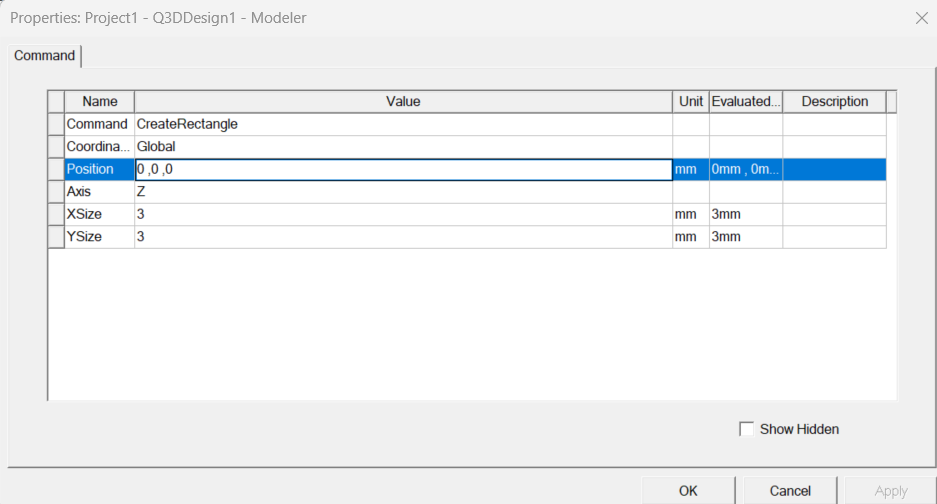 Properties: Project1 - Q3DDesign1 - Modeler
Command
Name Value Unit Evaluated... Description
Command CreateRectangle
Coordina... Global
Position 0 ,0 ,0 mm 0mm , 0m...
Axis Z
XSize 3 mm 3mm
YSize 3 mm 3mm
Show Hidden
OK Cancel Apply